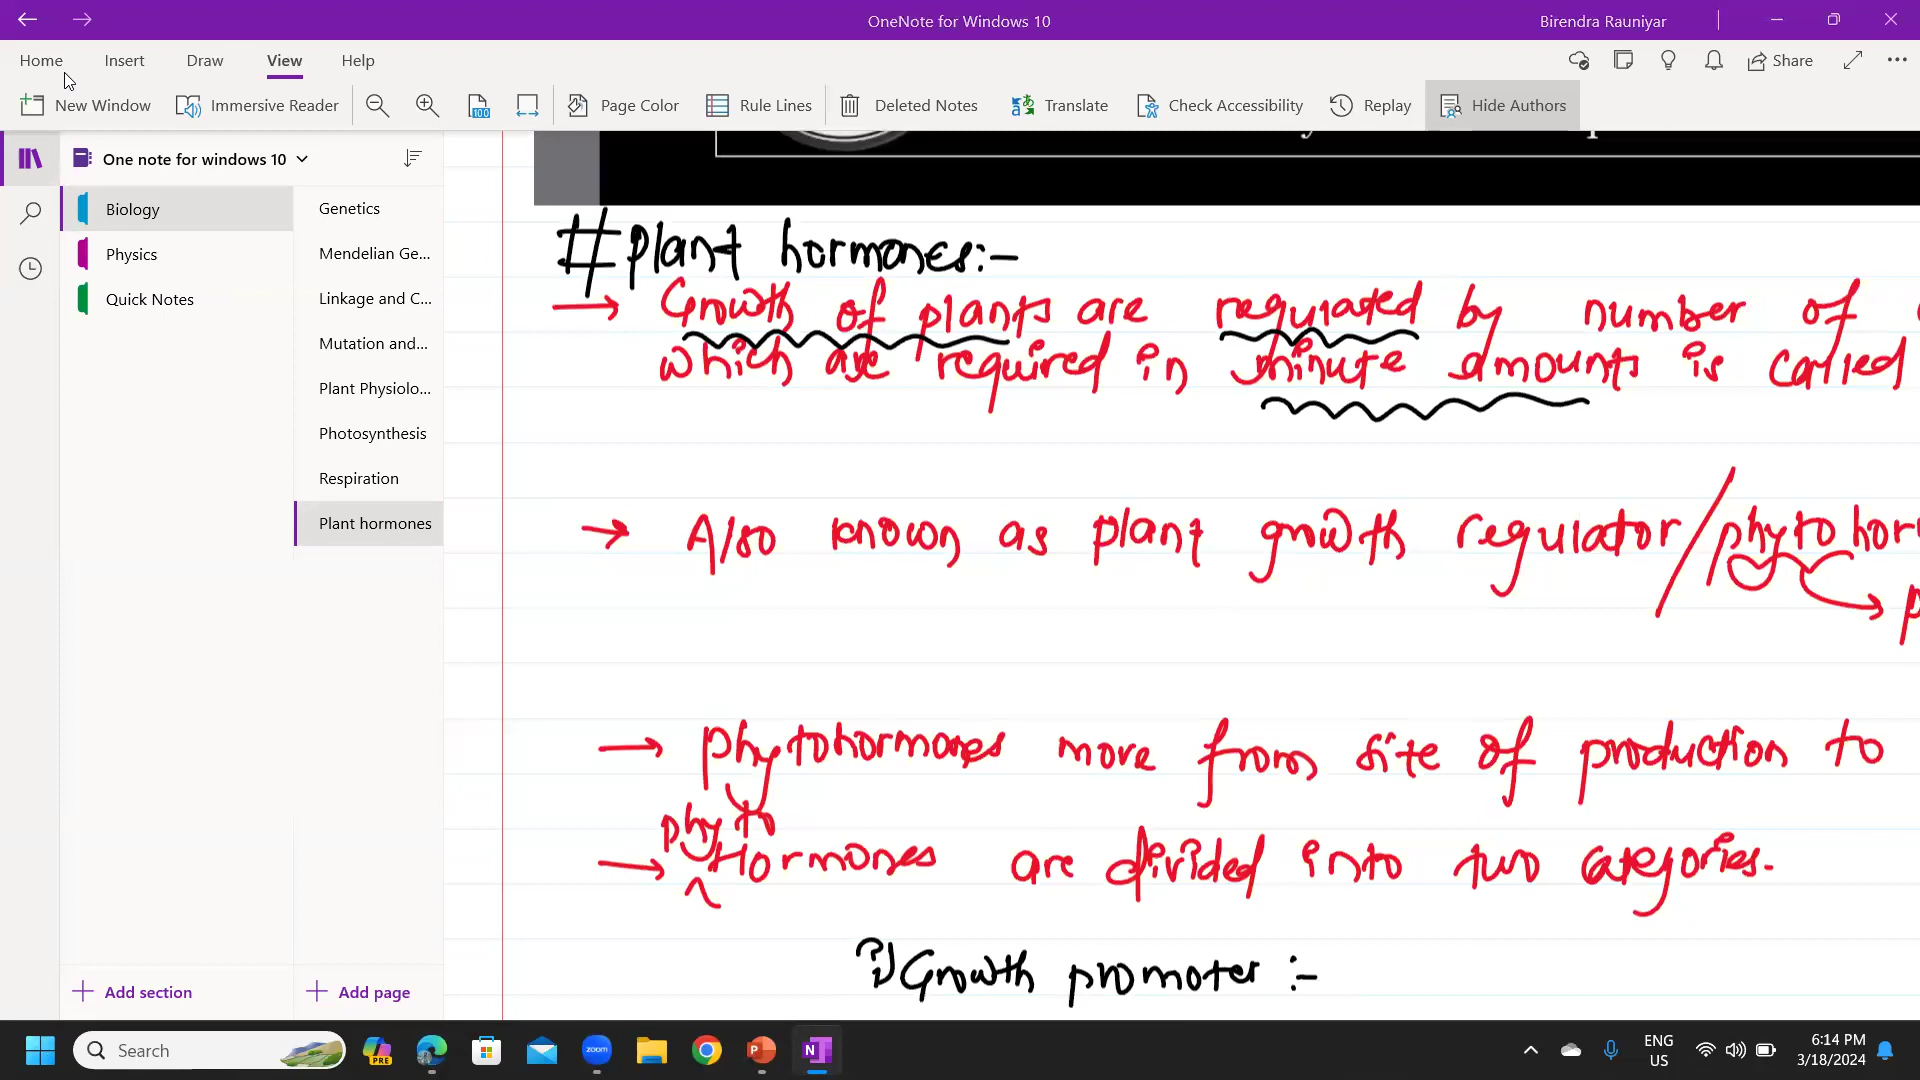 OneNote for Windows 10
Birendra Rauniyar
Home Insert Draw View Help
Share
New Window Immersive Reader 100 Page Color Rule Lines Deleted Notes Translate Check Accessibility Replay Hide Authors
One note for windows 10
Biology
Physics
Quick Notes
Genetics
Mendelian Ge...
Linkage and C...
Mutation and...
Plant Physiolo...
Photosynthesis
Respiration
Plant hormones
Add section
Add page
#Plant hormones:-
→ Growth of plants are regulated by number of
which are required in minute amounts is called
→ Also known as plant growth regulator/phytohor
→ phytohormones move from site of production to
phyto
→ Hormones are divided into two categories.
i) Growth promoter :-
Search
PRE
zoom
ENG
US
6:14 PM
3/18/2024